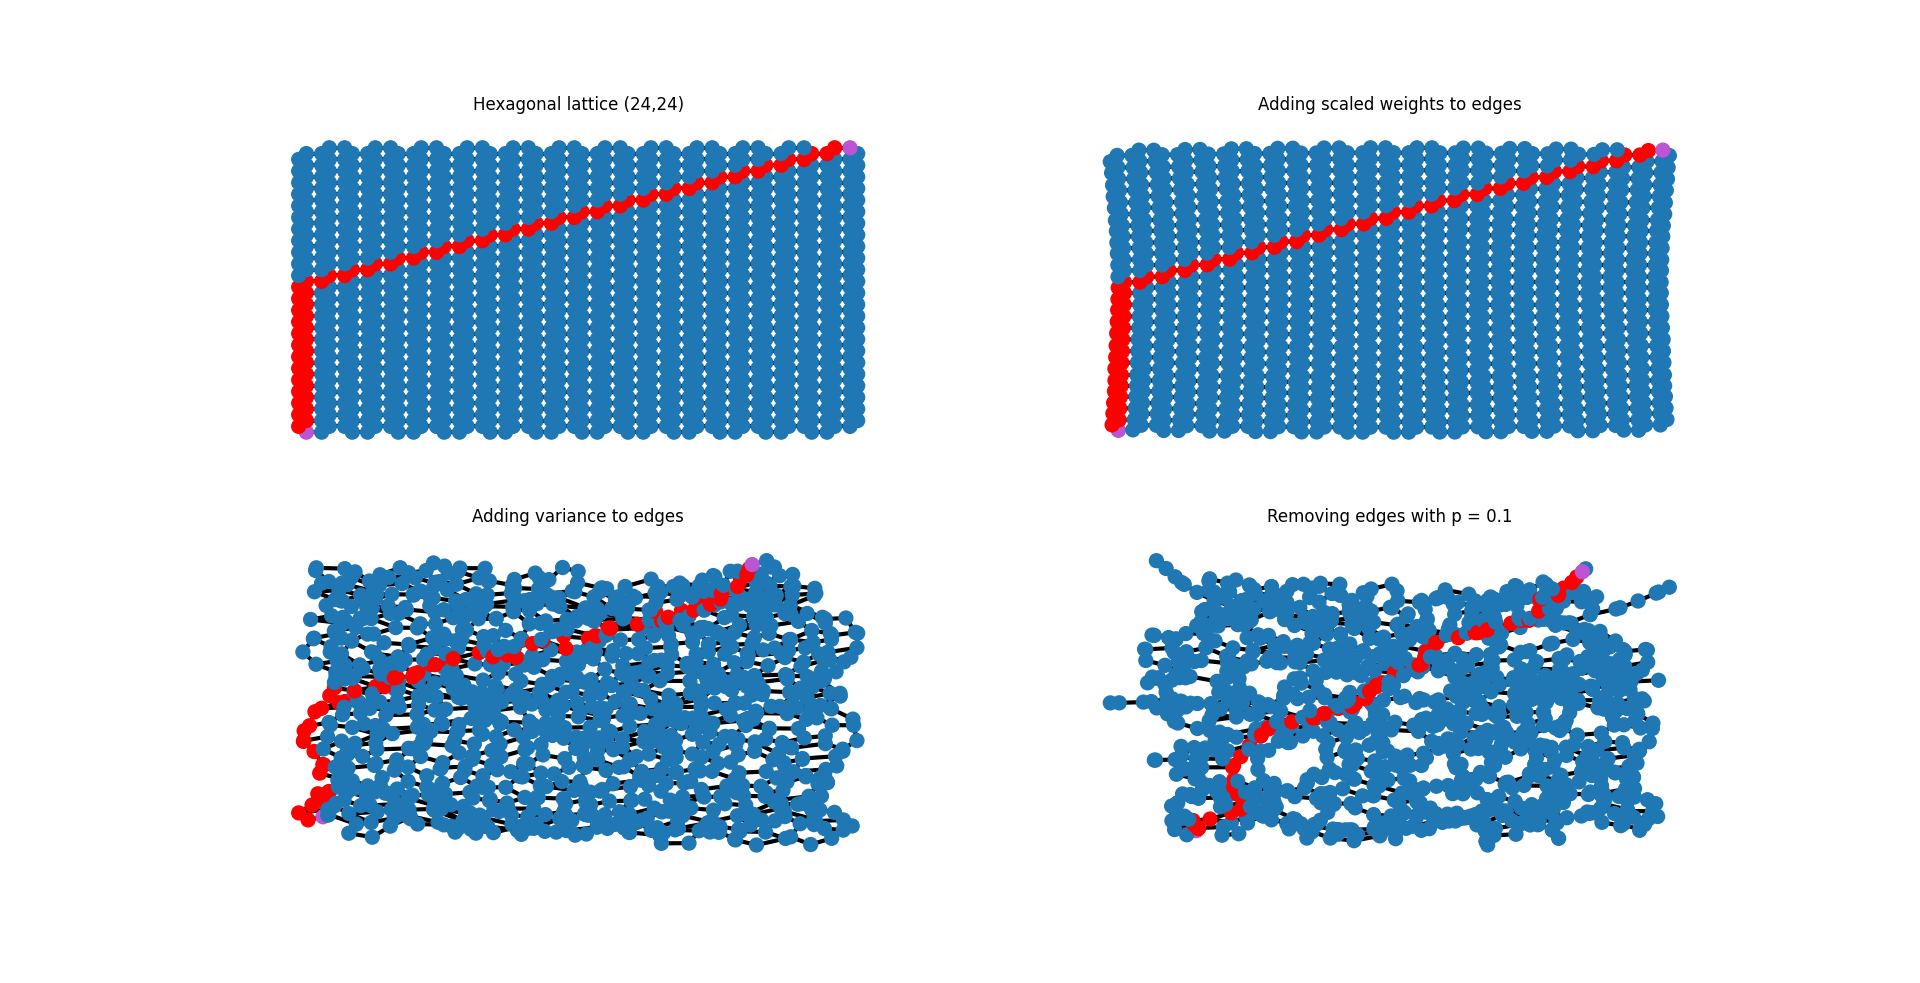 Hexagonal lattice (24,24)
Adding scaled weights to edges
Adding variance to edges
Removing edges with p = 0.1